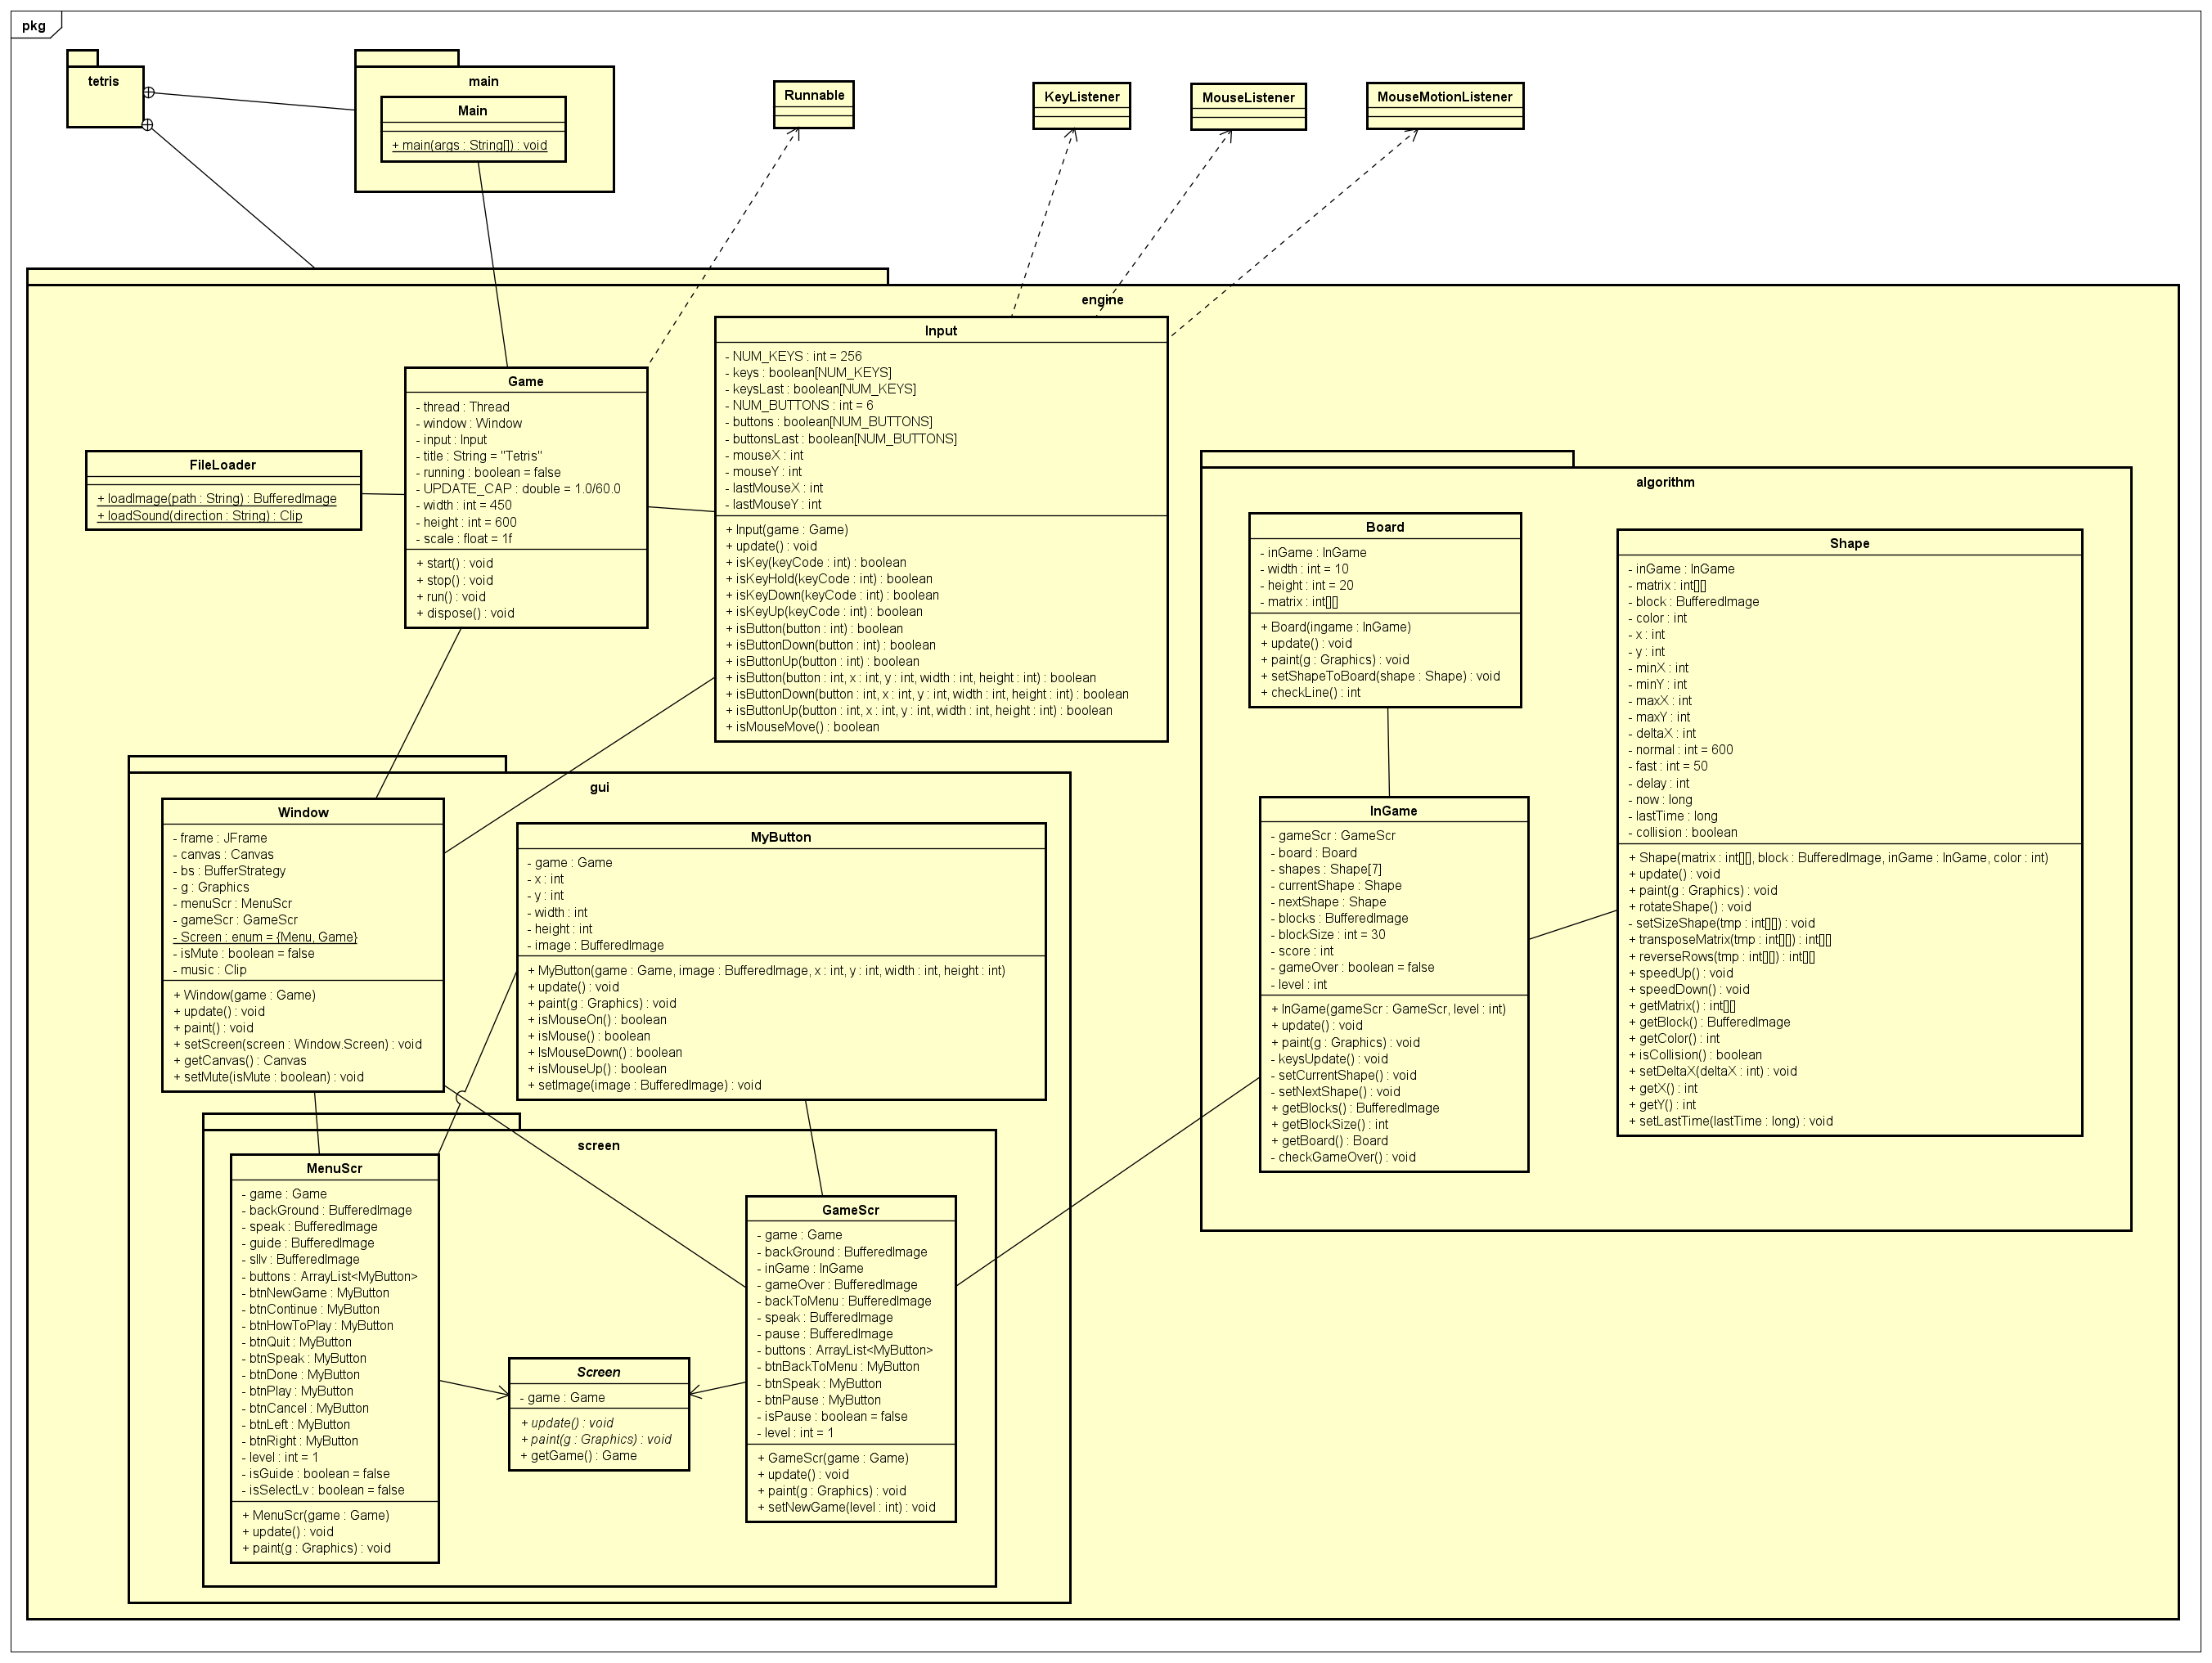 pkg
tetris
main
Main
+ main(args : String[]) : void
Runnable
KeyListener
MouseListener
MouseMotionListener
engine
Input
- NUM_KEYS : int = 256
- keys : boolean[NUM_KEYS]
- keysLast : boolean[NUM_KEYS]
- NUM_BUTTONS : int = 6
- buttons : boolean[NUM_BUTTONS]
- buttonsLast : boolean[NUM_BUTTONS]
- mouseX : int
- mouseY : int
- lastMouseX : int
- lastMouseY : int
+ Input(game : Game)
+ update() : void
+ isKey(keyCode : int) : boolean
+ isKeyHold(keyCode : int) : boolean
+ isKeyDown(keyCode : int) : boolean
+ isKeyUp(keyCode : int) : boolean
+ isButton(button : int) : boolean
+ isButtonDown(button : int) : boolean
+ isButtonUp(button : int) : boolean
+ isButton(button : int, x : int, y : int, width : int, height : int) : boolean
+ isButtonDown(button : int, x : int, y : int, width : int, height : int) : boolean
+ isButtonUp(button : int, x : int, y : int, width : int, height : int) : boolean
+ isMouseMove() : boolean
Game
- thread : Thread
- window : Window
- input : Input
- title : String = "Tetris"
- running : boolean = false
- UPDATE_CAP : double = 1.0/60.0
- width : int = 450
- height : int = 600
- scale : float = 1f
+ start() : void
+ stop() : void
+ run() : void
+ dispose() : void
FileLoader
+ loadImage(path : String) : BufferedImage
+ loadSound(direction : String) : Clip
algorithm
Board
- inGame : InGame
- width : int = 10
- height : int = 20
- matrix : int[][]
+ Board(ingame : InGame)
+ update() : void
+ paint(g : Graphics) : void
+ setShapeToBoard(shape : Shape) : void
+ checkLine() : int
Shape
- inGame : InGame
- matrix : int[][]
- block : BufferedImage
- color : int
- x : int
- y : int
- minX : int
- minY : int
- maxX : int
- maxY : int
- deltaX : int
- normal : int = 600
- fast : int = 50
- delay : int
- now : long
- lastTime : long
- collision : boolean
+ Shape(matrix : int[][], block : BufferedImage, inGame : InGame, color : int)
+ update() : void
+ paint(g : Graphics) : void
+ rotateShape() : void
- setSizeShape(tmp : int[][]) : void
+ transposeMatrix(tmp : int[][]) : int[][]
+ reverseRows(tmp : int[][]) : int[][]
+ speedUp() : void
+ speedDown() : void
+ getMatrix() : int[][]
+ getBlock() : BufferedImage
+ getColor() : int
+ isCollision() : boolean
+ setDeltaX(deltaX : int) : void
+ getX() : int
+ getY() : int
+ setLastTime(lastTime : long) : void
InGame
- gameScr : GameScr
- board : Board
- shapes : Shape[7]
- currentShape : Shape
- nextShape : Shape
- blocks : BufferedImage
- blockSize : int = 30
- score : int
- gameOver : boolean = false
- level : int
+ InGame(gameScr : GameScr, level : int)
+ update() : void
+ paint(g : Graphics) : void
- keysUpdate() : void
- setCurrentShape() : void
- setNextShape() : void
+ getBlocks() : BufferedImage
+ getBlockSize() : int
+ getBoard() : Board
- checkGameOver() : void
gui
Window
- frame : JFrame
- canvas : Canvas
- bs : BufferStrategy
- g : Graphics
- menuScr : MenuScr
- gameScr : GameScr
- Screen : enum = {Menu, Game}
- isMute : boolean = false
- music : Clip
+ Window(game : Game)
+ update() : void
+ paint() : void
+ setScreen(screen : Window.Screen) : void
+ getCanvas() : Canvas
+ setMute(isMute : boolean) : void
MyButton
- game : Game
- x : int
- y : int
- width : int
- height : int
- image : BufferedImage
+ MyButton(game : Game, image : BufferedImage, x : int, y : int, width : int, height : int)
+ update() : void
+ paint(g : Graphics) : void
+ isMouseOn() : boolean
+ isMouse() : boolean
+ IsMouseDown() : boolean
+ isMouseUp() : boolean
+ setImage(image : BufferedImage) : void
screen
MenuScr
- game : Game
- backGround : BufferedImage
- speak : BufferedImage
- guide : BufferedImage
- sllv : BufferedImage
- buttons : ArrayList<MyButton>
- btnNewGame : MyButton
- btnContinue : MyButton
- btnHowToPlay : MyButton
- btnQuit : MyButton
- btnSpeak : MyButton
- btnDone : MyButton
- btnPlay : MyButton
- btnCancel : MyButton
- btnLeft : MyButton
- btnRight : MyButton
- level : int = 1
- isGuide : boolean = false
- isSelectLv : boolean = false
+ MenuScr(game : Game)
+ update() : void
+ paint(g : Graphics) : void
Screen
- game : Game
+ update() : void
+ paint(g : Graphics) : void
+ getGame() : Game
GameScr
- game : Game
- backGround : BufferedImage
- inGame : InGame
- gameOver : BufferedImage
- backToMenu : BufferedImage
- speak : BufferedImage
- pause : BufferedImage
- buttons : ArrayList<MyButton>
- btnBackToMenu : MyButton
- btnSpeak : MyButton
- btnPause : MyButton
- isPause : boolean = false
- level : int = 1
+ GameScr(game : Game)
+ update() : void
+ paint(g : Graphics) : void
+ setNewGame(level : int) : void